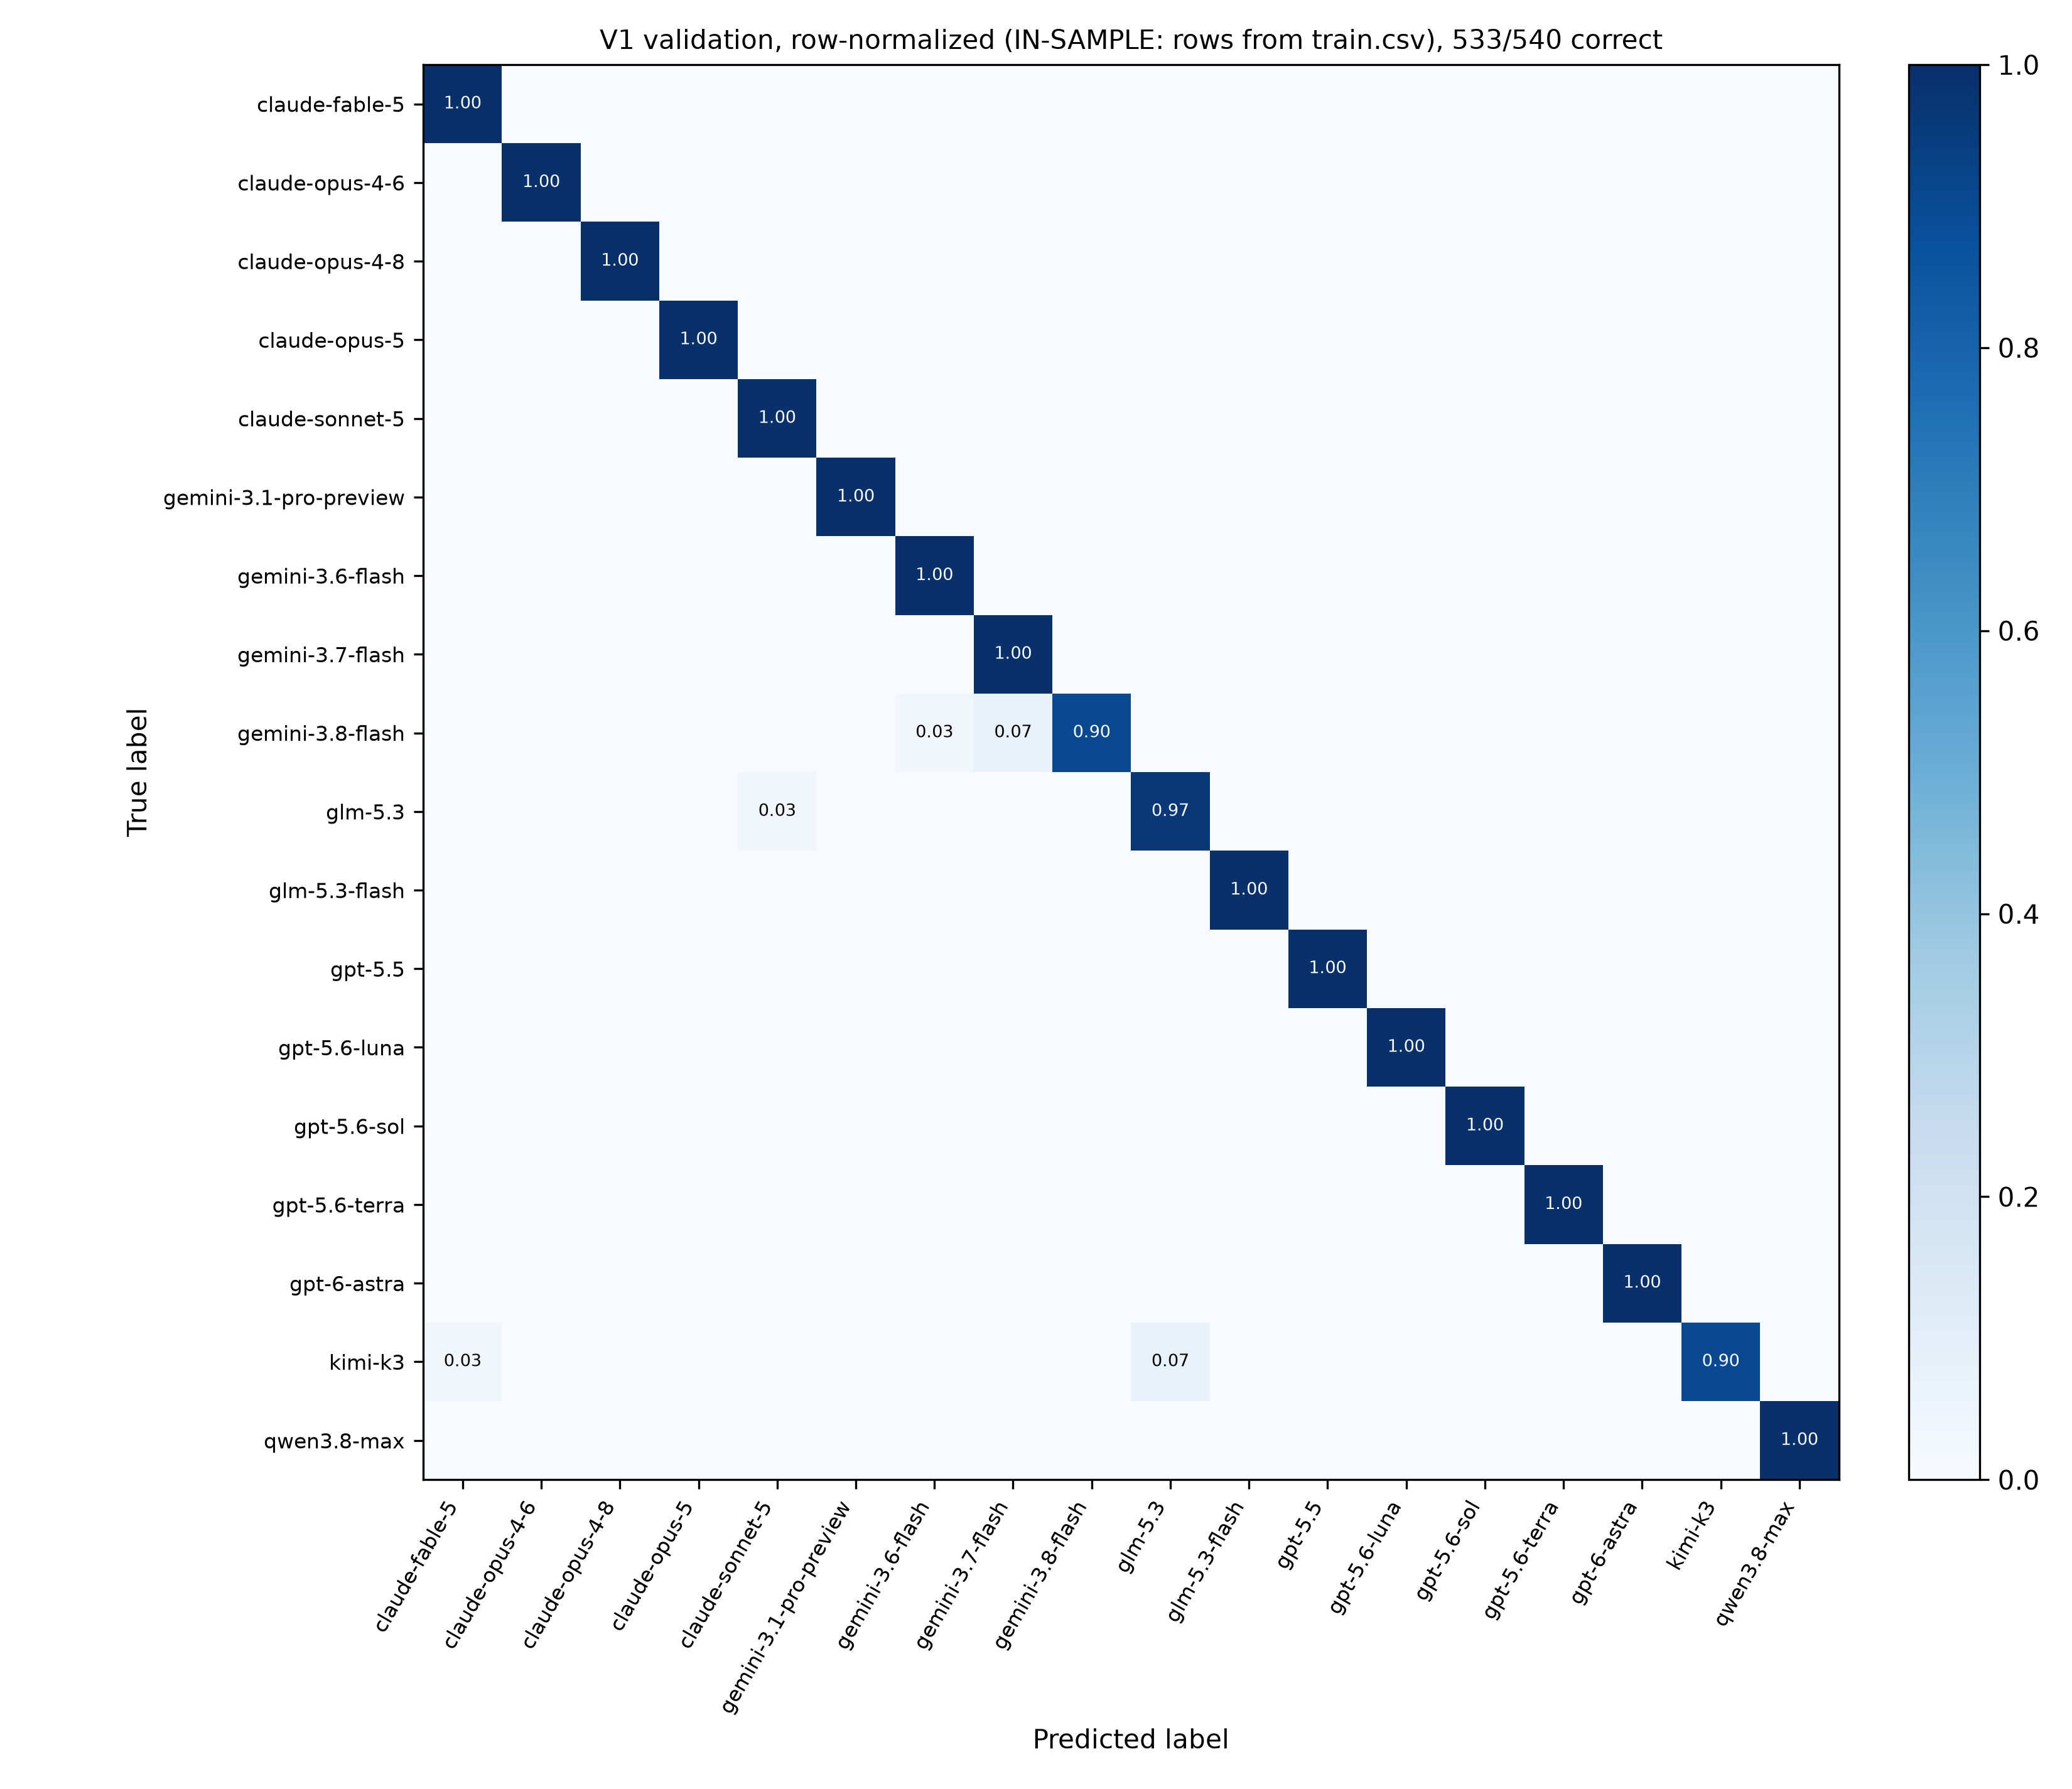 V1 validation, row-normalized (IN-SAMPLE: rows from train.csv), 533/540 correct
True label
claude-fable-5
1.00
claude-opus-4-6
1.00
claude-opus-4-8
1.00
claude-opus-5
1.00
claude-sonnet-5
1.00
gemini-3.1-pro-preview
1.00
gemini-3.6-flash
1.00
gemini-3.7-flash
1.00
gemini-3.8-flash
0.03 0.07 0.90
glm-5.3
0.03 0.97
glm-5.3-flash
1.00
gpt-5.5
1.00
gpt-5.6-luna
1.00
gpt-5.6-sol
1.00
gpt-5.6-terra
1.00
gpt-6-astra
1.00
kimi-k3
0.03 0.07 0.90
qwen3.8-max
1.00
claude-fable-5
claude-opus-4-6
claude-opus-4-8
claude-opus-5
claude-sonnet-5
gemini-3.1-pro-preview
gemini-3.6-flash
gemini-3.7-flash
gemini-3.8-flash
glm-5.3
glm-5.3-flash
gpt-5.5
gpt-5.6-luna
gpt-5.6-sol
gpt-5.6-terra
gpt-6-astra
kimi-k3
qwen3.8-max
Predicted label
1.0
0.8
0.6
0.4
0.2
0.0